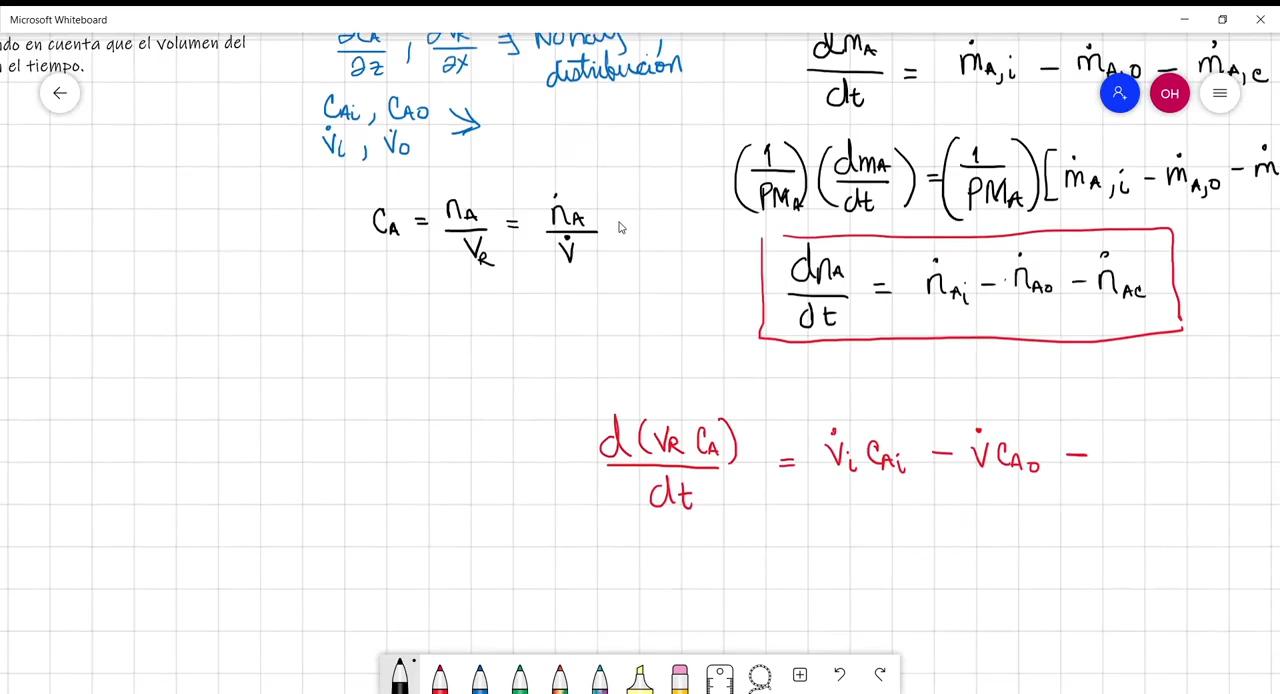 Microsoft Whiteboard
ndo en cuenta que el volumen del
el tiempo.
∂z , ∂x ∃ No hay
distribución
CAi , CAO
V̇i , V̇o
CA = nA / VR = ṅA / V̇
dmA/dt = ṁA,i − ṁA,o − ṁA,c
OH
(1/PMA) (dmA/dt) = (1/PMA) [ṁA,i − ṁA,o − ṁ
dnA/dt = ṅAi − ṅAo − ṅAC
d(VR CA)/dt = V̇i CAi − V̇ CAO −